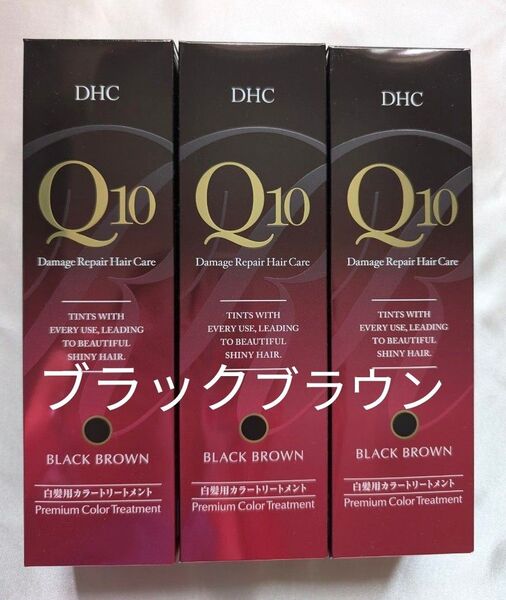 DHC
Q10
Damage Repair Hair Care
TINTS WITH
EVERY USE, LEADING
TO BEAUTIFUL
SHINY HAIR.
BLACK BROWN
白髪用カラートリートメント
Premium Color Treatment
DHC
Q10
Damage Repair Hair Care
TINTS WITH
EVERY USE, LEADING
TO BEAUTIFUL
SHINY HAIR.
BLACK BROWN
白髪用カラートリートメント
Premium Color Treatment
DHC
Q10
Damage Repair Hair Care
TINTS WITH
EVERY USE, LEADING
TO BEAUTIFUL
SHINY HAIR.
BLACK BROWN
白髪用カラートリートメント
Premium Color Treatment
ブラックブラウン